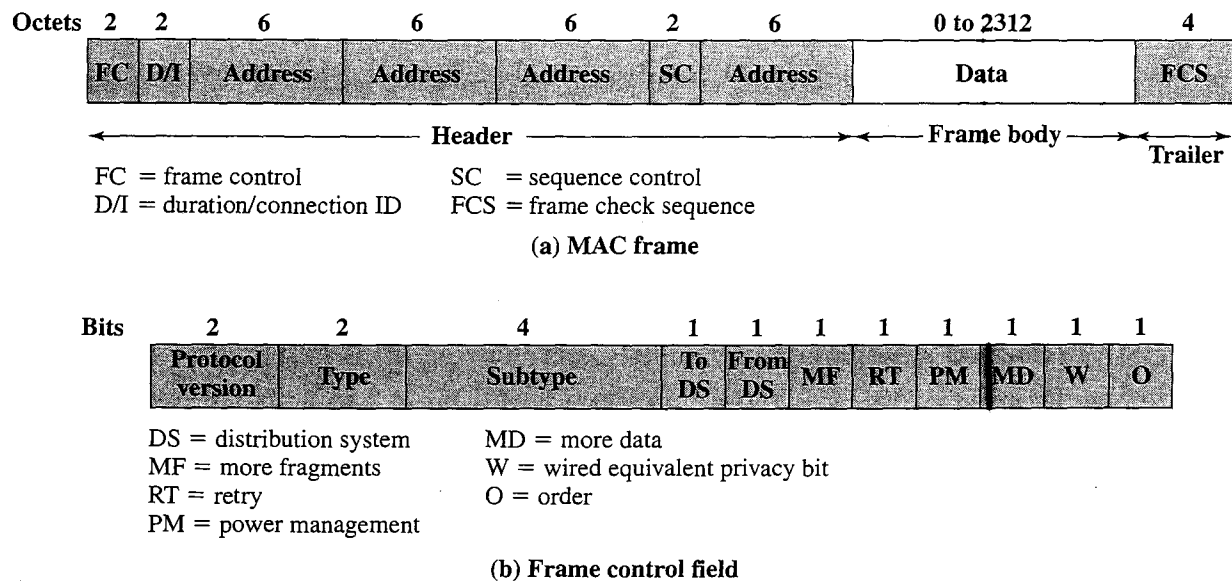 Octets 2 2 6 6 6 2 6 0 to 2312 4
FC D/I Address Address Address SC Address Data FCS
Header Frame body Trailer
FC = frame control SC = sequence control
D/I = duration/connection ID FCS = frame check sequence
(a) MAC frame
Bits 2 2 4 1 1 1 1 1 1 1 1
Protocol version Type Subtype To DS From DS MF RT PM MD W O
DS = distribution system MD = more data
MF = more fragments W = wired equivalent privacy bit
RT = retry O = order
PM = power management
(b) Frame control field